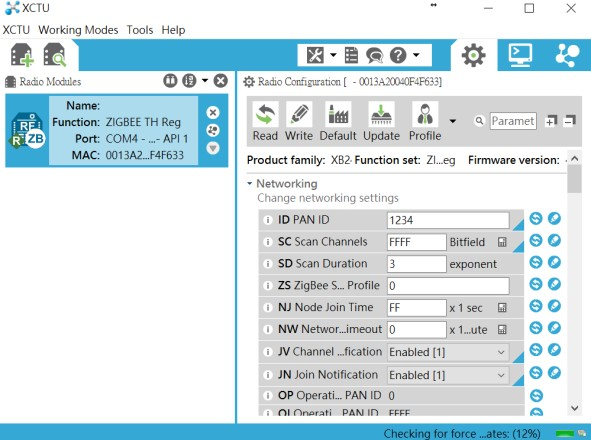 XCTU
XCTU Working Modes Tools Help
Radio Modules
Name:
Function: ZIGBEE TH Reg
Port: COM4 - ...- API 1
MAC: 0013A2...F4F633
RF
R ZB
Radio Configuration [ - 0013A20040F4F633]
Read Write Default Update Profile
Paramet
Product family: XB2- Function set: ZI...eg Firmware version:
Networking
Change networking settings
ID PAN ID 1234
SC Scan Channels FFFF Bitfield
SD Scan Duration 3 exponent
ZS ZigBee S... Profile 0
NJ Node Join Time FF x 1 sec
NW Networ...imeout 0 x 1...ute
JV Channel ...fication Enabled [1]
JN Join Notification Enabled [1]
OP Operati... PAN ID 0
OI Operati... PAN ID FFFF
Checking for force ...ates: (12%)